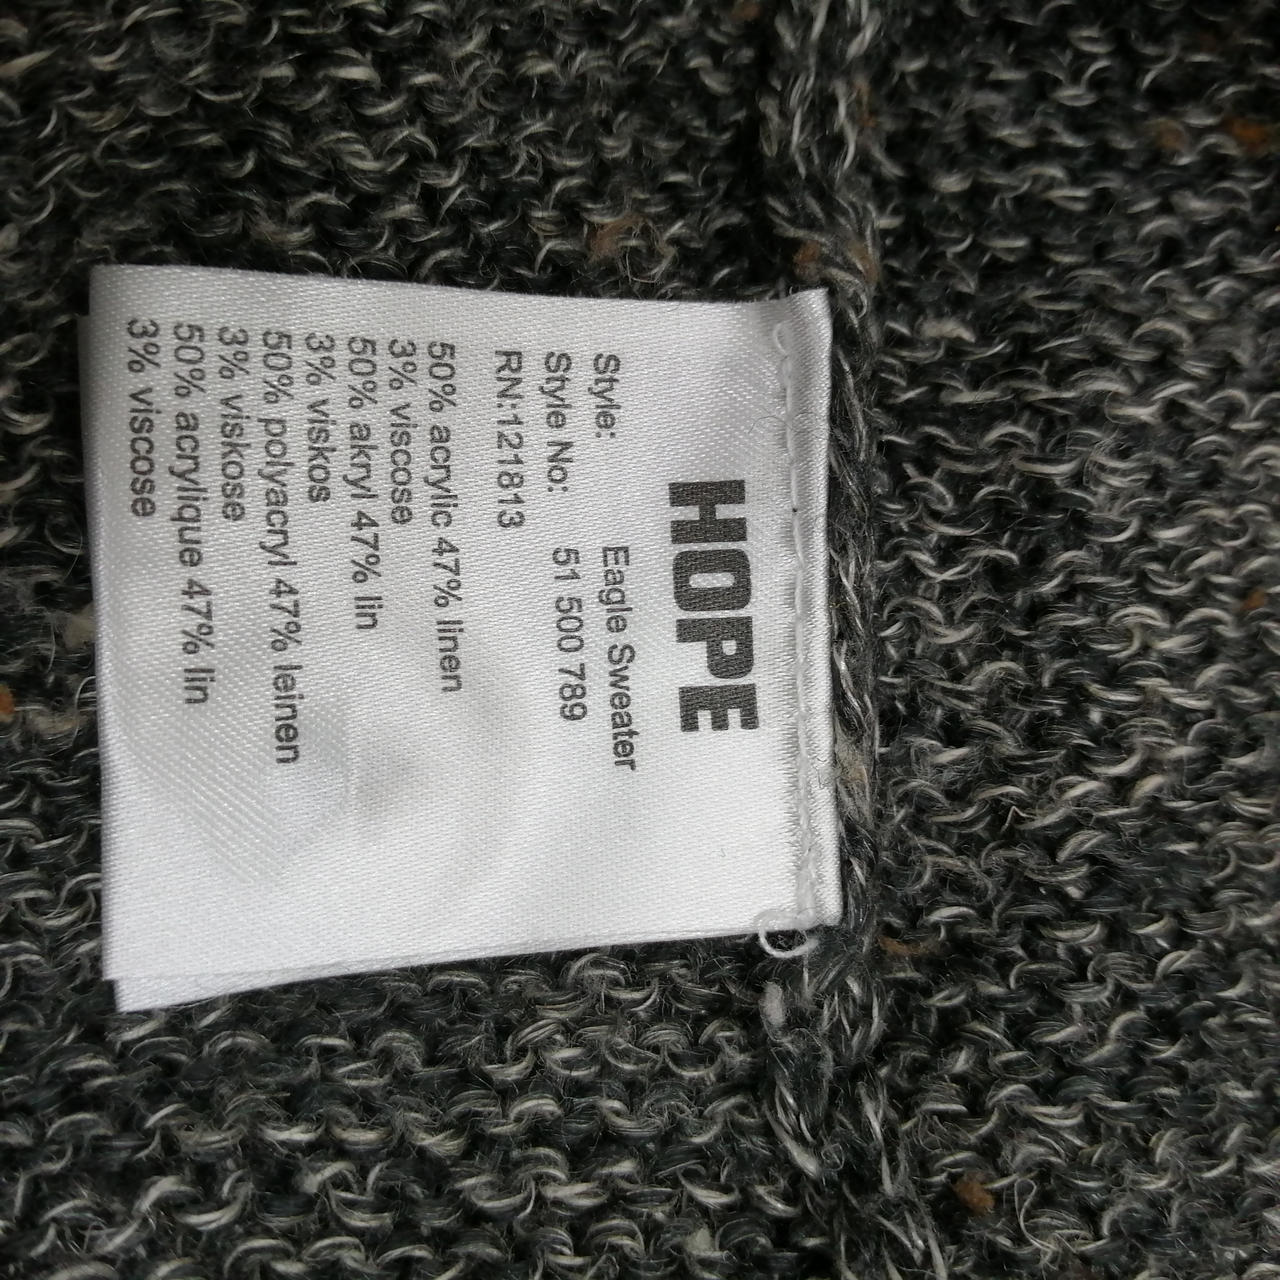 HOPE
Style: Eagle Sweater
Style No: 51 500 789
RN:121813
50% acrylic 47% linen
3% viscose
50% akryl 47% lin
3% viskos
50% polyacryl 47% leinen
3% viskose
50% acrylique 47% lin
3% viscose